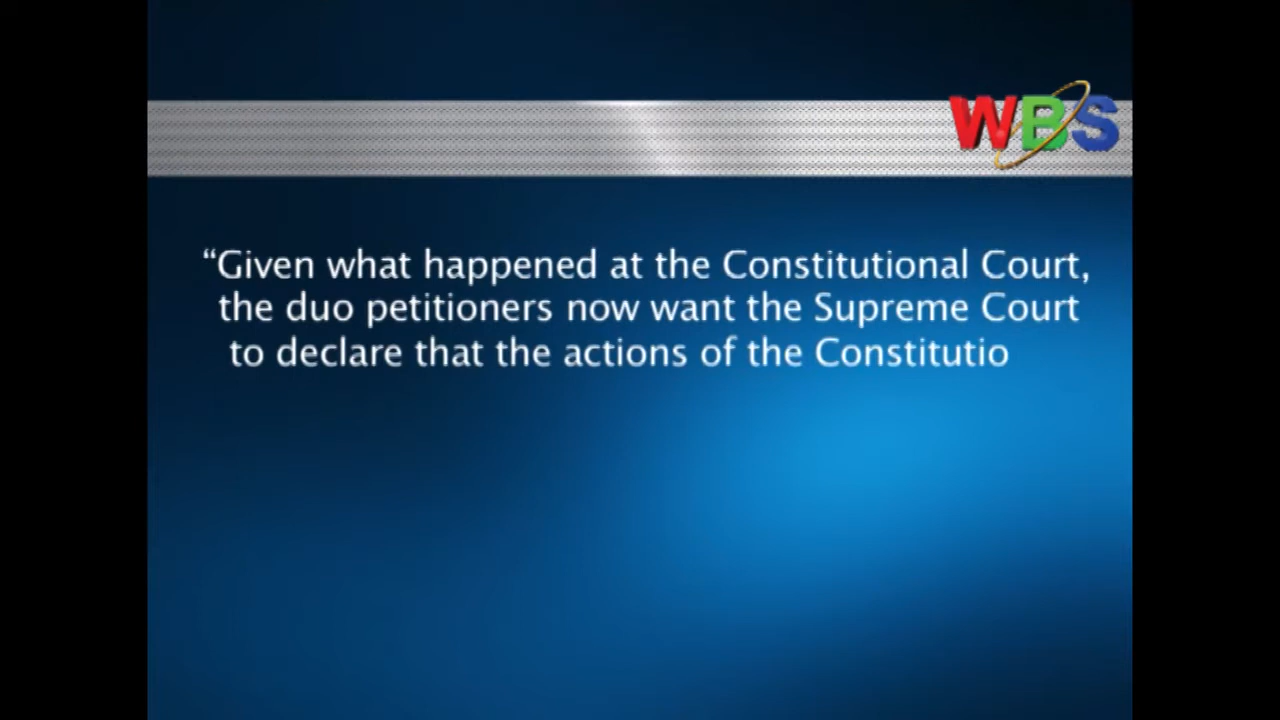 WBS
“Given what happened at the Constitutional Court,
the duo petitioners now want the Supreme Court
to declare that the actions of the Constitutio